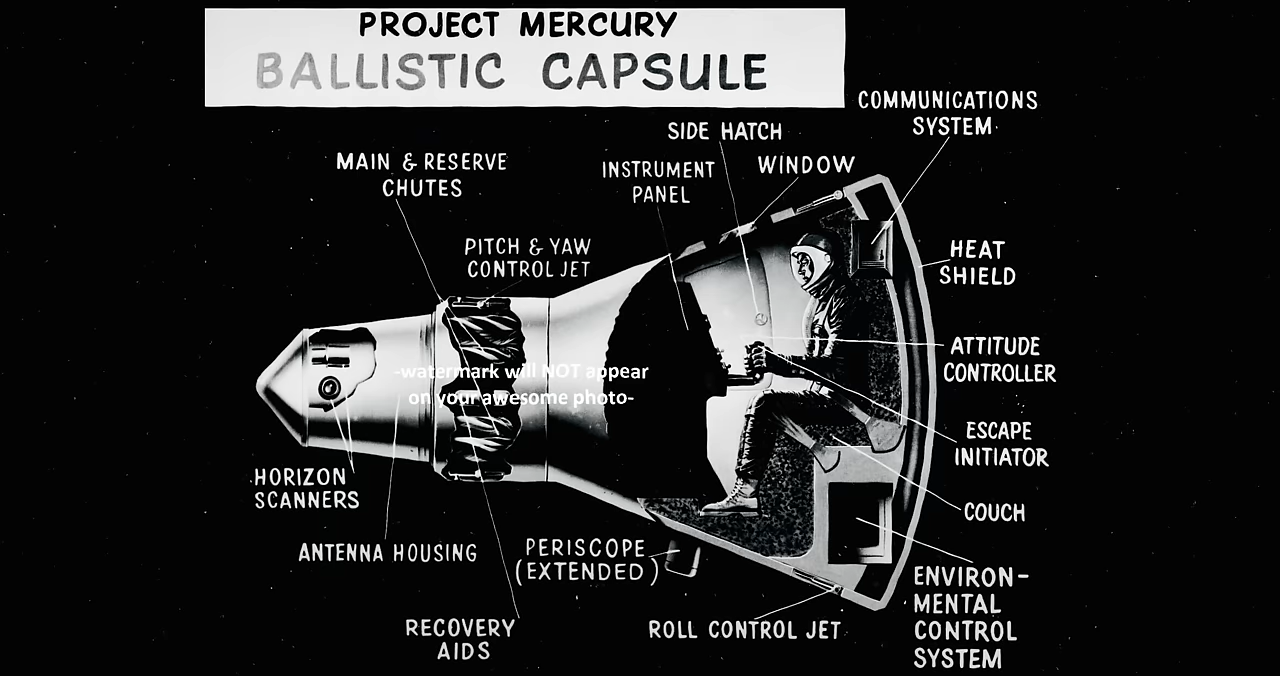 PROJECT MERCURY
BALLISTIC CAPSULE
COMMUNICATIONS
SYSTEM
SIDE HATCH
MAIN & RESERVE
CHUTES
INSTRUMENT
PANEL
WINDOW
PITCH & YAW
CONTROL JET
HEAT
SHIELD
ATTITUDE
CONTROLLER
-watermark will NOT appear
on your awesome photo-
ESCAPE
INITIATOR
HORIZON
SCANNERS
COUCH
ANTENNA HOUSING
PERISCOPE
(EXTENDED)
ENVIRON-
MENTAL
CONTROL
SYSTEM
RECOVERY
AIDS
ROLL CONTROL JET